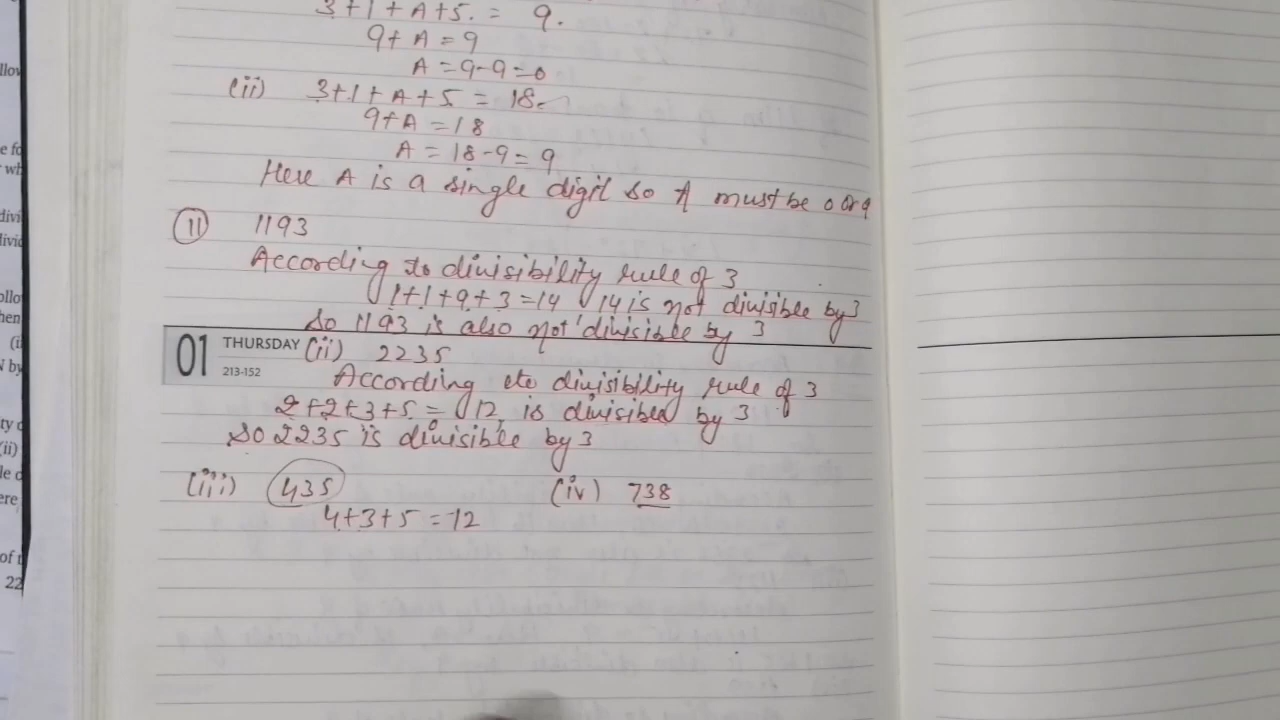 3+1+A+5. = 9.
9+A = 9
A = 9-9=0
(ii) 3+1+A+5 = 18
9+A = 18
A = 18-9= 9
Here A is a single digit so A must be 0 or 9
11 1193
According to divisibility rule of 3
1+1+9+3 =14 14 is not divisible by 3
So 1193 is also not divisible by 3
01 THURSDAY (ii) 2235
213-152
According to divisibility rule of 3
2+2+3+5= 12 is divisible by 3
So 2235 is divisible by 3
(iii) 435 (iv) 738
4+3+5 =12